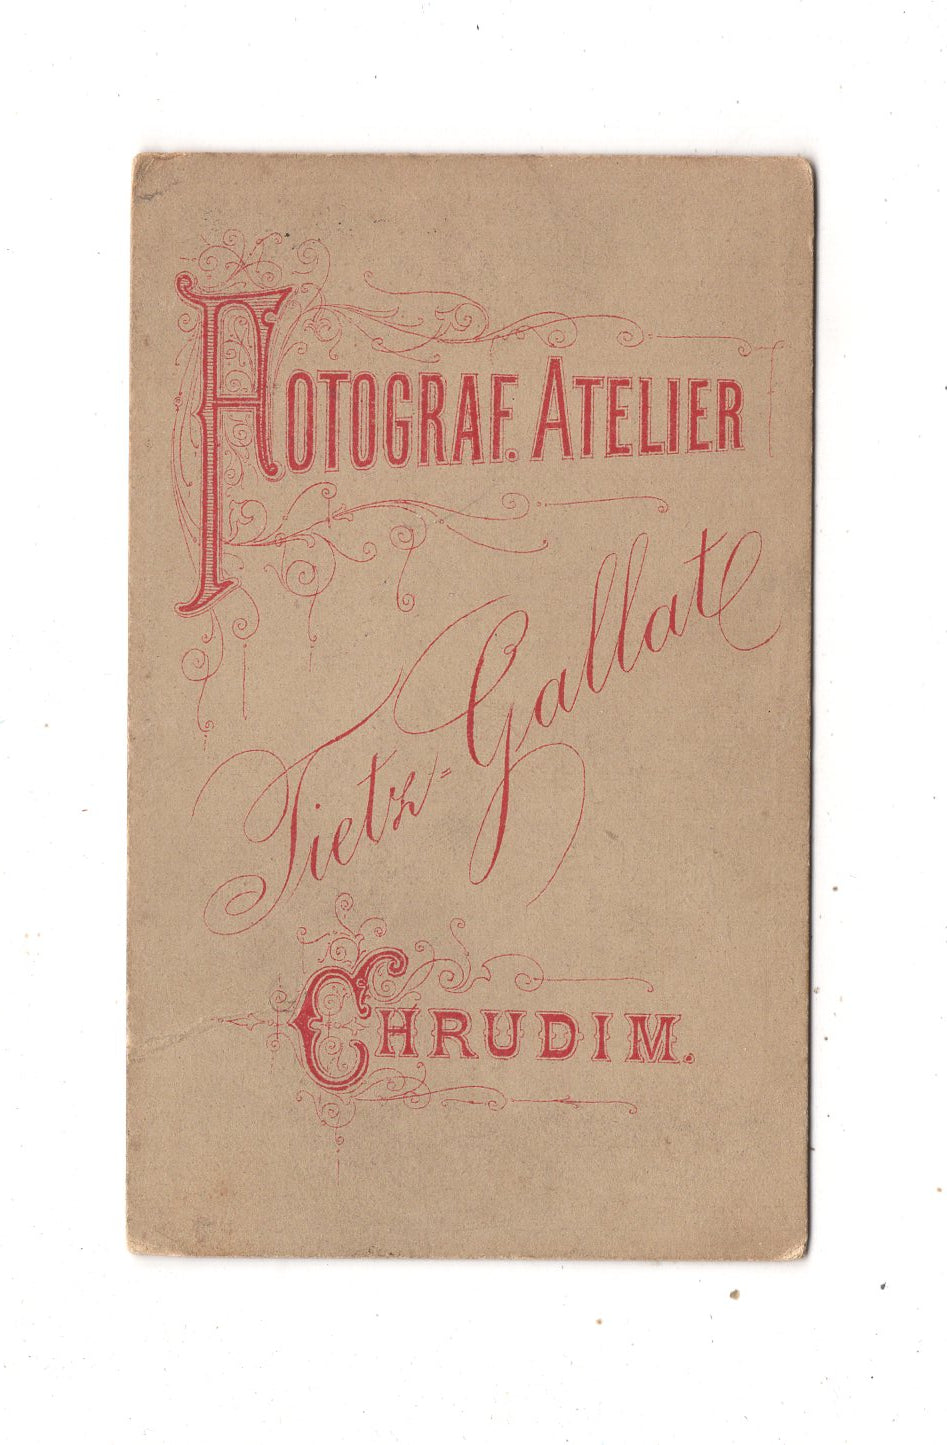 FOTOGRAF. ATELIER
Tietz-Gallat
CHRUDIM.